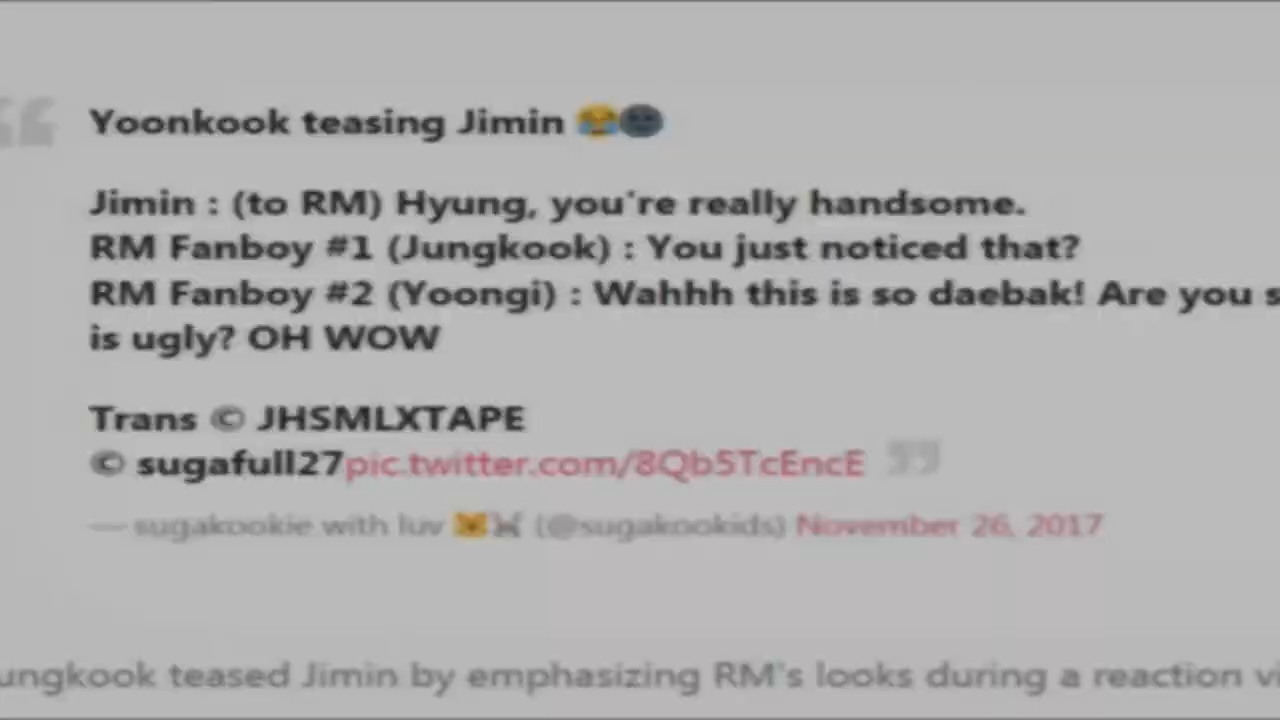 Yoonkook teasing Jimin 😂🌚
Jimin : (to RM) Hyung, you're really handsome.
RM Fanboy #1 (Jungkook) : You just noticed that?
RM Fanboy #2 (Yoongi) : Wahhh this is so daebak! Are you
is ugly? OH WOW
Trans © JHSMLXTAPE
© sugafull27pic.twitter.com/8Qb5TcEncE
— sugakookie with luv (@sugakookids) November 26, 2017
ungkook teased Jimin by emphasizing RM's looks during a reaction